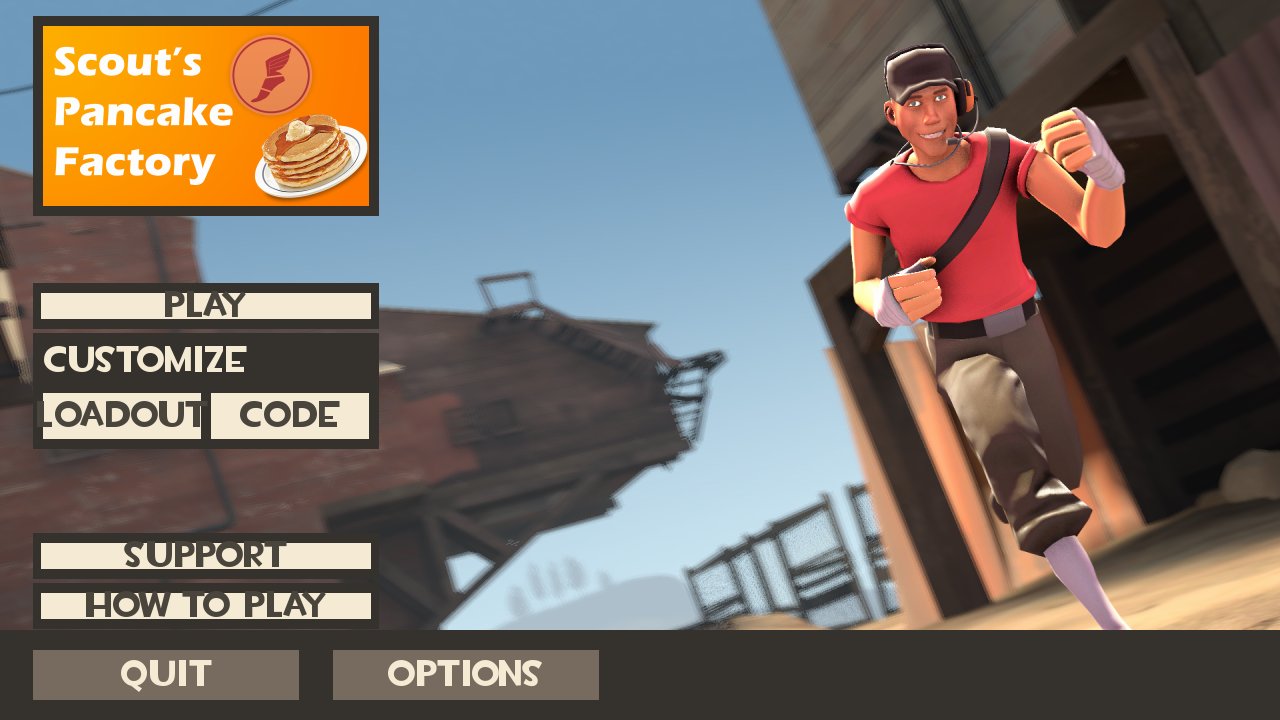 Scout's
Pancake
Factory
PLAY
CUSTOMIZE
LOADOUT CODE
SUPPORT
HOW TO PLAY
QUIT OPTIONS